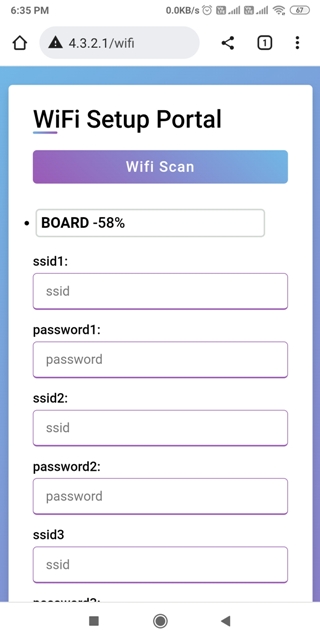 6:35 PM 0.0KB/s 67
4.3.2.1/wifi 1
WiFi Setup Portal
Wifi Scan
BOARD -58%
ssid1:
ssid
password1:
password
ssid2:
ssid
password2:
password
ssid3
ssid
password3: